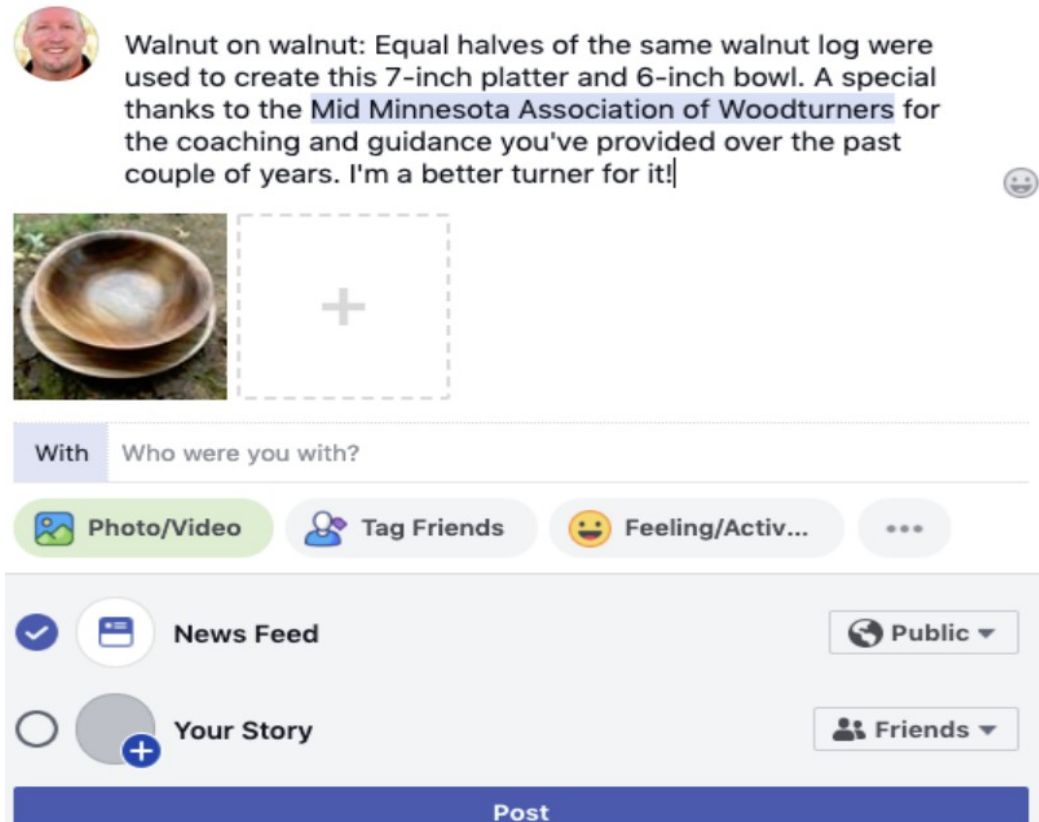 Walnut on walnut: Equal halves of the same walnut log were
used to create this 7-inch platter and 6-inch bowl. A special
thanks to the Mid Minnesota Association of Woodturners for
the coaching and guidance you've provided over the past
couple of years. I'm a better turner for it!
With Who were you with?
Photo/Video Tag Friends Feeling/Activ...
News Feed Public
Your Story Friends
Post